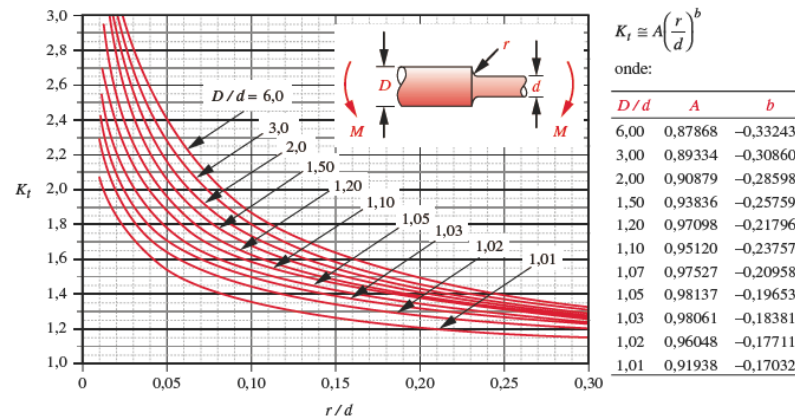 3,0
2,8
2,6
2,4
2,2
K_t 2,0
1,8
1,6
1,4
1,2
1,0
0 0,05 0,10 0,15 0,20 0,25 0,30
r / d
D / d = 6,0
3,0
2,0
1,50
1,20
1,10
1,05
1,03
1,02
1,01
r
D
d
M
M
K_t ≅ A(r/d)^b
onde:
D / d A b
6,00 0,87868 –0,33243
3,00 0,89334 –0,30860
2,00 0,90879 –0,28598
1,50 0,93836 –0,25759
1,20 0,97098 –0,21796
1,10 0,95120 –0,23757
1,07 0,97527 –0,20958
1,05 0,98137 –0,19653
1,03 0,98061 –0,18381
1,02 0,96048 –0,17711
1,01 0,91938 –0,17032